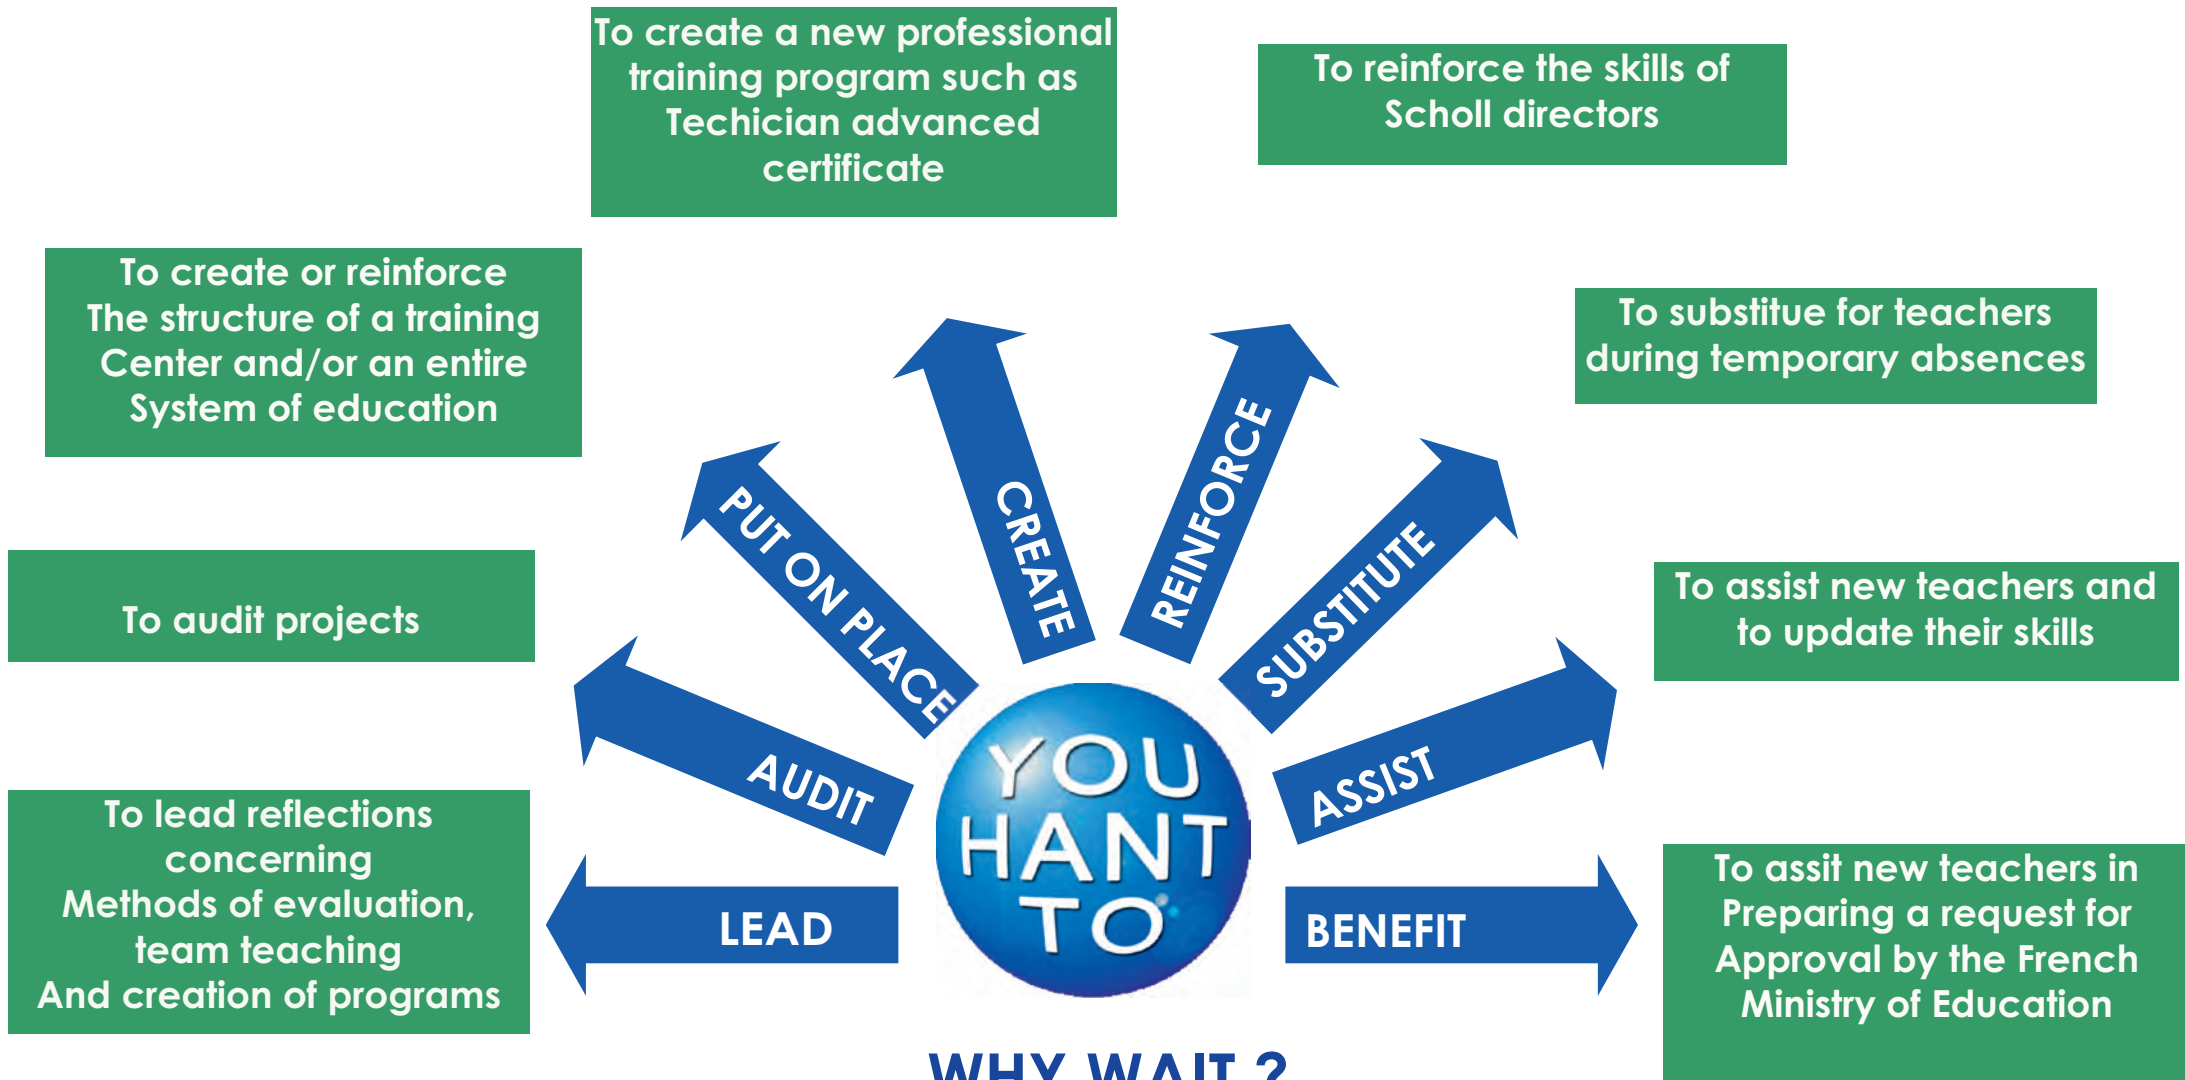 To create a new professional
training program such as
Techician advanced
certificate
To reinforce the skills of
Scholl directors
To create or reinforce
The structure of a training
Center and/or an entire
System of education
To substitue for teachers
during temporary absences
To audit projects
To assist new teachers and
to update their skills
To lead reflections
concerning
Methods of evaluation,
team teaching
And creation of programs
To assit new teachers in
Preparing a request for
Approval by the French
Ministry of Education
LEAD
AUDIT
PUT ON PLACE
CREATE
REINFORCE
SUBSTITUTE
ASSIST
BENEFIT
YOU
HANT
TO
WHY WAIT ?